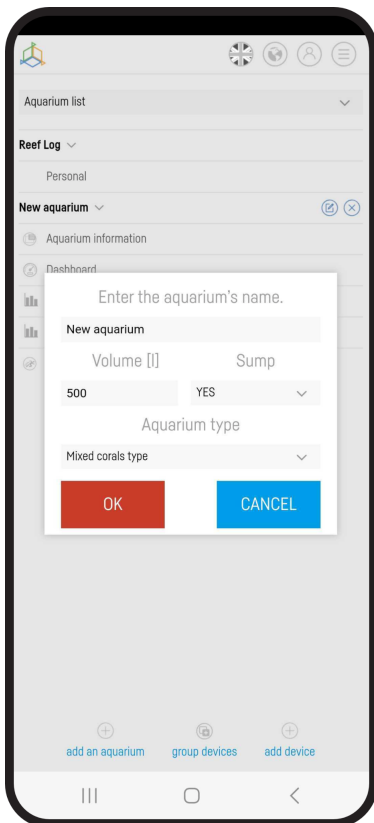 Aquarium list
Reef Log
Personal
New aquarium
Aquarium information
Dashboard
Enter the aquarium's name.
New aquarium
Volume [l] Sump
500 YES
Aquarium type
Mixed corals type
OK CANCEL
add an aquarium group devices add device